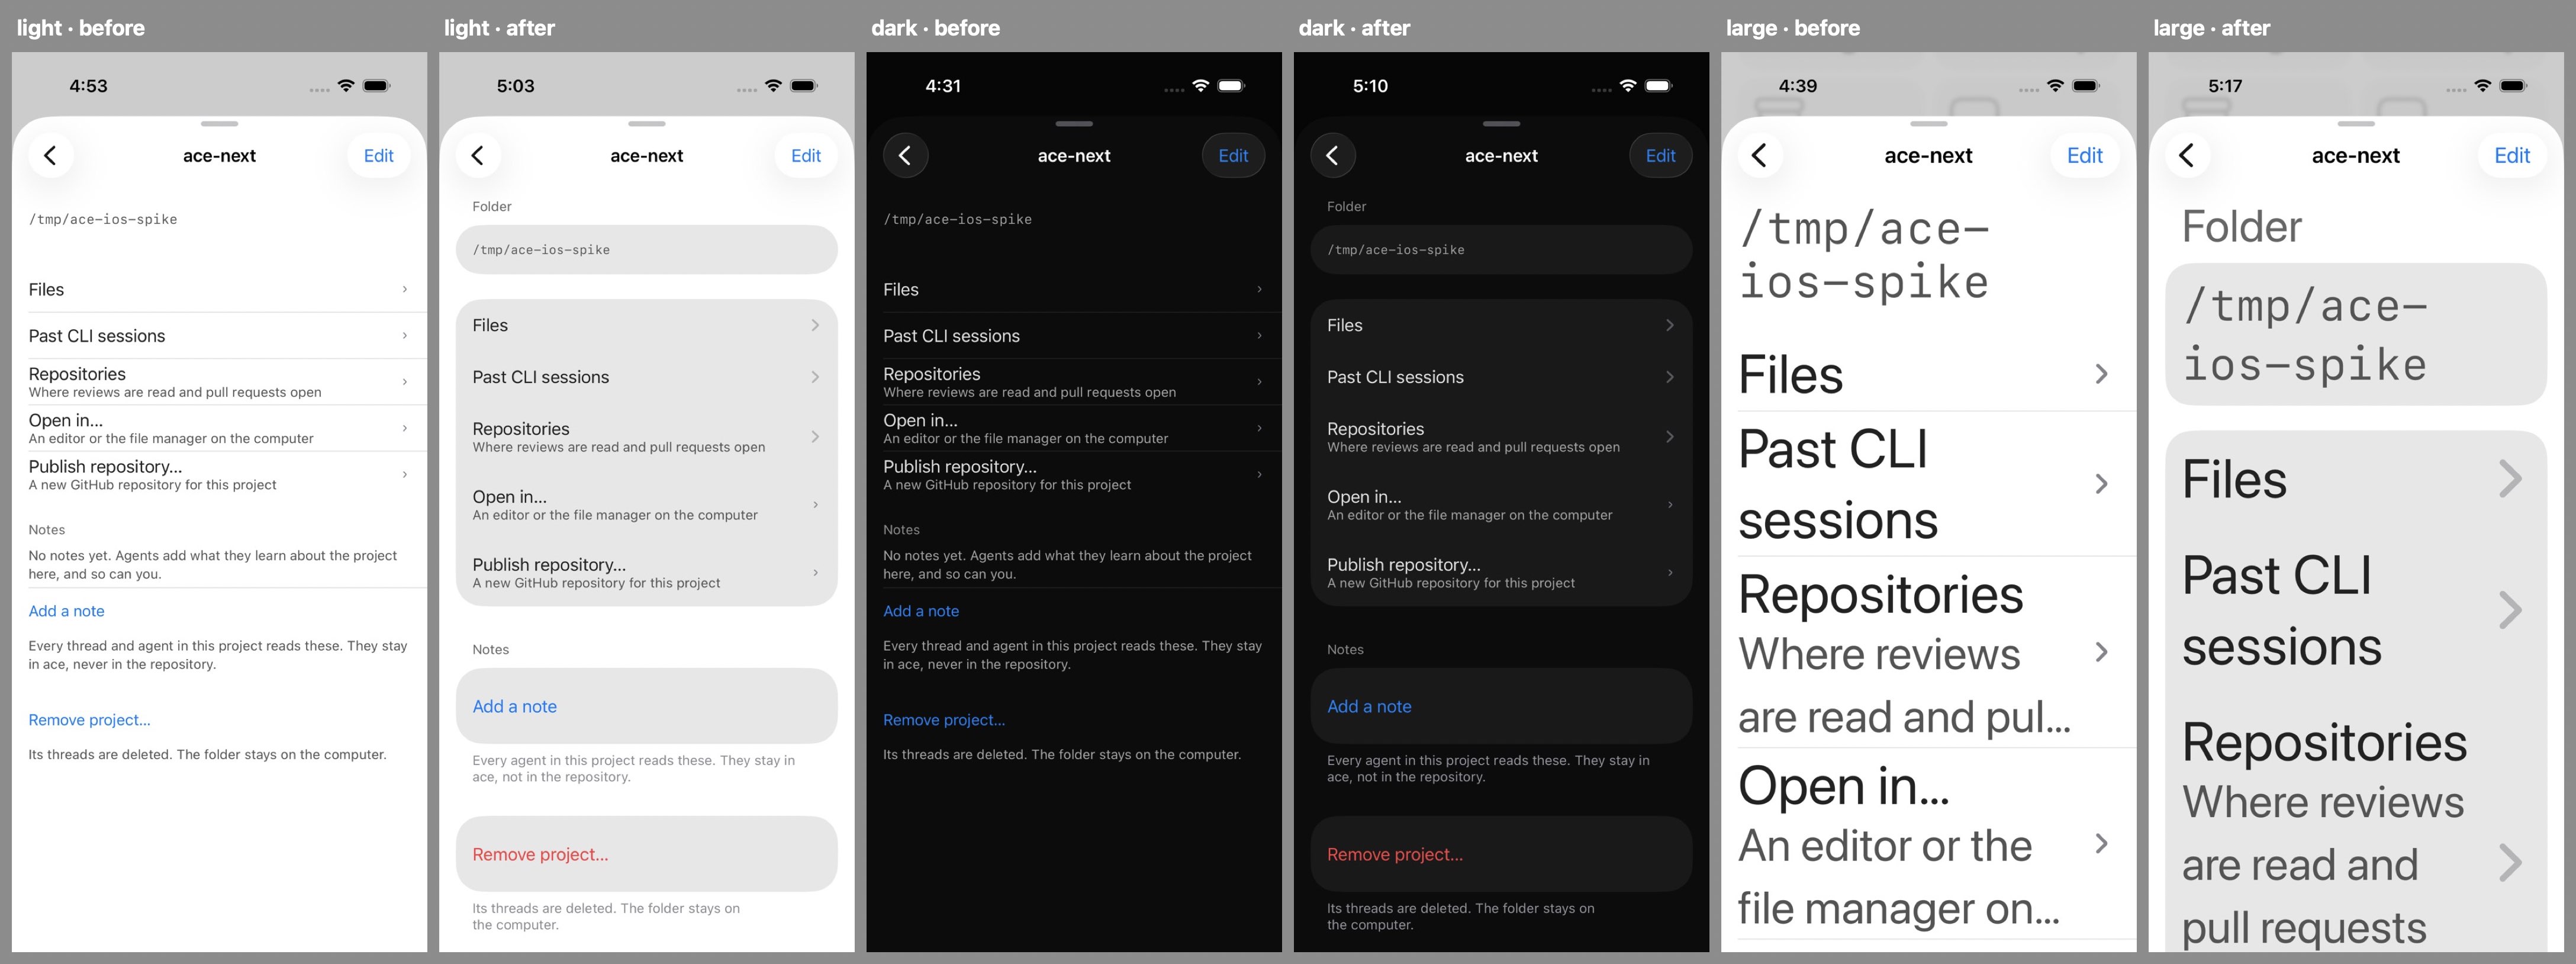 light · before
4:53
ace-next
Edit
/tmp/ace-ios-spike
Files
Past CLI sessions
Repositories
Where reviews are read and pull requests open
Open in...
An editor or the file manager on the computer
Publish repository...
A new GitHub repository for this project
Notes
No notes yet. Agents add what they learn about the project
here, and so can you.
Add a note
Every thread and agent in this project reads these. They stay
in ace, never in the repository.
Remove project...
Its threads are deleted. The folder stays on the computer.
light · after
5:03
ace-next
Edit
Folder
/tmp/ace-ios-spike
Files
Past CLI sessions
Repositories
Where reviews are read and pull requests open
Open in...
An editor or the file manager on the computer
Publish repository...
A new GitHub repository for this project
Notes
Add a note
Every agent in this project reads these. They stay in
ace, not in the repository.
Remove project...
Its threads are deleted. The folder stays on
the computer.
dark · before
4:31
ace-next
Edit
/tmp/ace-ios-spike
Files
Past CLI sessions
Repositories
Where reviews are read and pull requests open
Open in...
An editor or the file manager on the computer
Publish repository...
A new GitHub repository for this project
Notes
No notes yet. Agents add what they learn about the project
here, and so can you.
Add a note
Every thread and agent in this project reads these. They stay
in ace, never in the repository.
Remove project...
Its threads are deleted. The folder stays on the computer.
dark · after
5:10
ace-next
Edit
Folder
/tmp/ace-ios-spike
Files
Past CLI sessions
Repositories
Where reviews are read and pull requests open
Open in...
An editor or the file manager on the computer
Publish repository...
A new GitHub repository for this project
Notes
Add a note
Every agent in this project reads these. They stay in
ace, not in the repository.
Remove project...
Its threads are deleted. The folder stays on
the computer.
large · before
4:39
ace-next
Edit
/tmp/ace-
ios-spike
Files
Past CLI
sessions
Repositories
Where reviews
are read and pul...
Open in...
An editor or the
file manager on...
large · after
5:17
ace-next
Edit
Folder
/tmp/ace-
ios-spike
Files
Past CLI
sessions
Repositories
Where reviews
are read and
pull requests